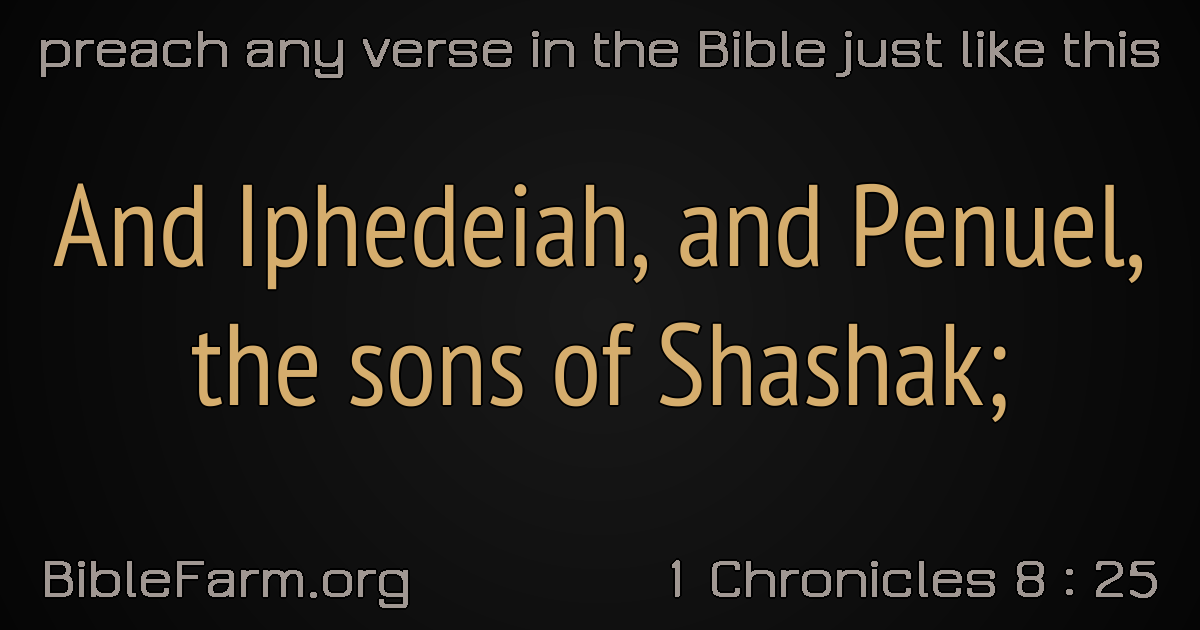 preach any verse in the Bible just like this
And Iphedeiah, and Penuel,
the sons of Shashak;
BibleFarm.org
1 Chronicles 8 : 25